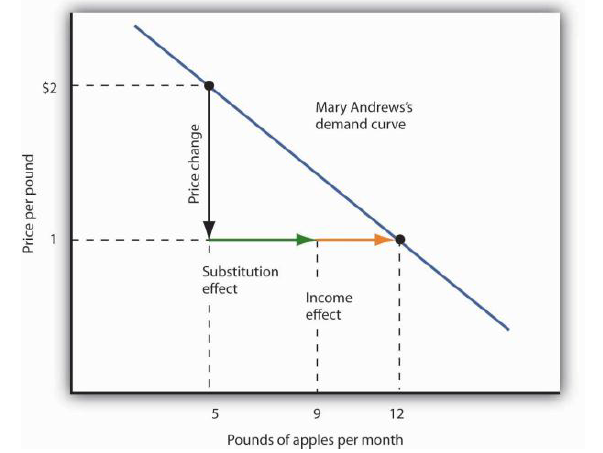 $2
Mary Andrews's
demand curve
Price change
Price per pound
1
Substitution
effect
Income
effect
5
9
12
Pounds of apples per month